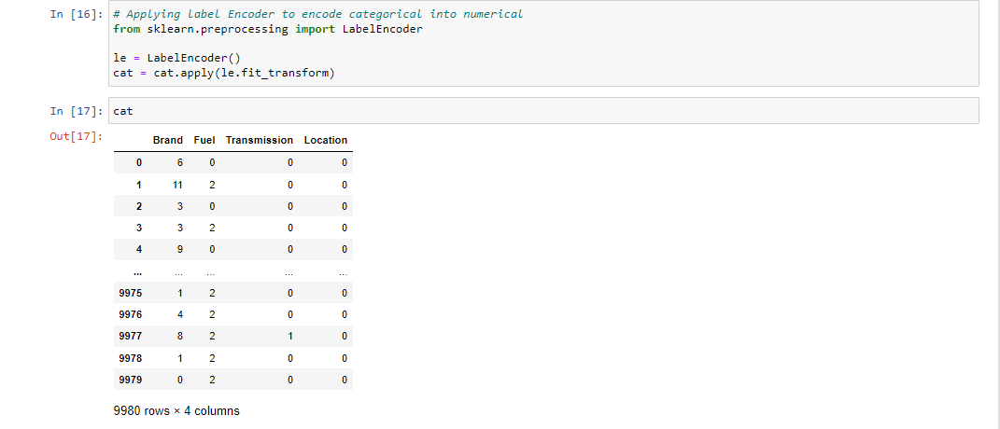 In [16]: # Applying label Encoder to encode categorical into numerical
from sklearn.preprocessing import LabelEncoder
le = LabelEncoder()
cat = cat.apply(le.fit_transform)
In [17]: cat
Out[17]:
Brand Fuel Transmission Location
0 6 0 0 0
1 11 2 0 0
2 3 0 0 0
3 3 2 0 0
4 9 0 0 0
... ... ... ... ...
9975 1 2 0 0
9976 4 2 0 0
9977 8 2 1 0
9978 1 2 0 0
9979 0 2 0 0
9980 rows × 4 columns